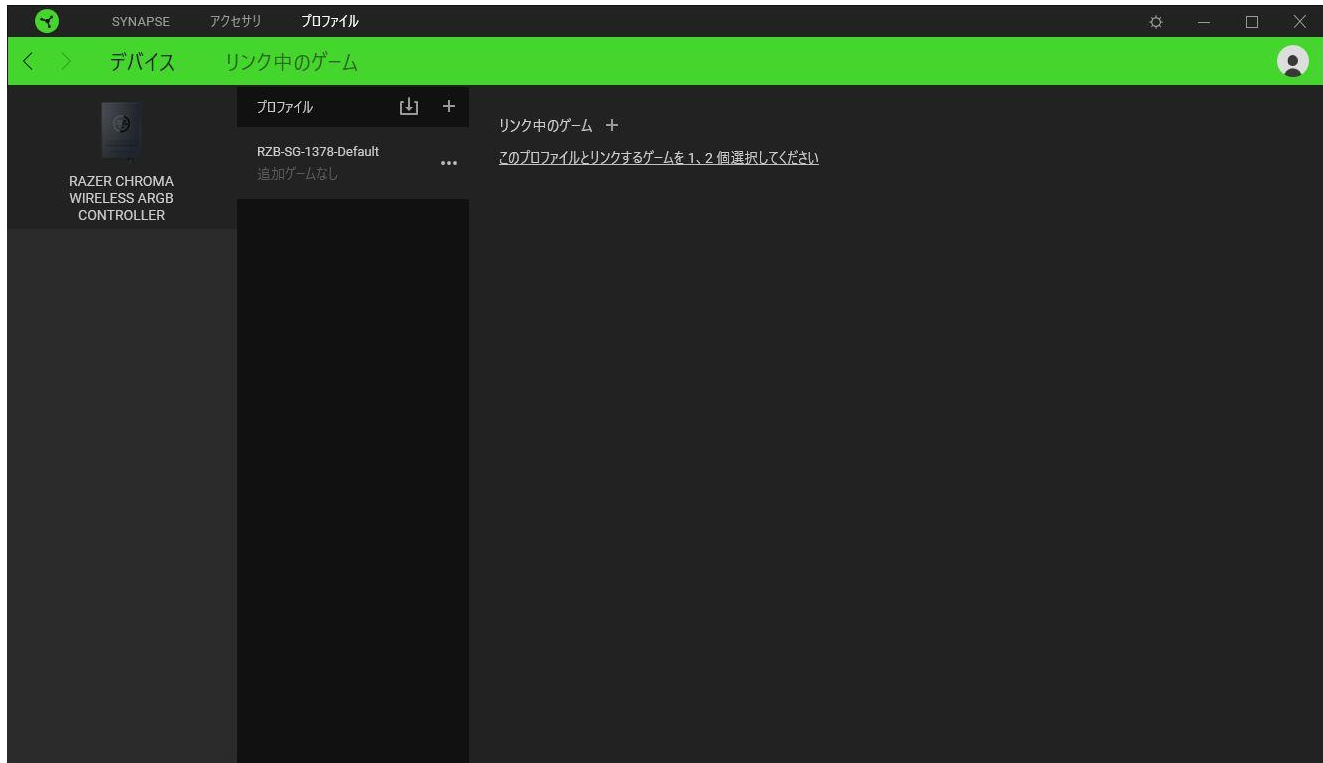 SYNAPSE アクセサリ プロファイル
デバイス リンク中のゲーム
RAZER CHROMA
WIRELESS ARGB
CONTROLLER
プロファイル
RZB-SG-1378-Default
追加ゲームなし
リンク中のゲーム
このプロファイルとリンクするゲームを 1、2 個選択してください